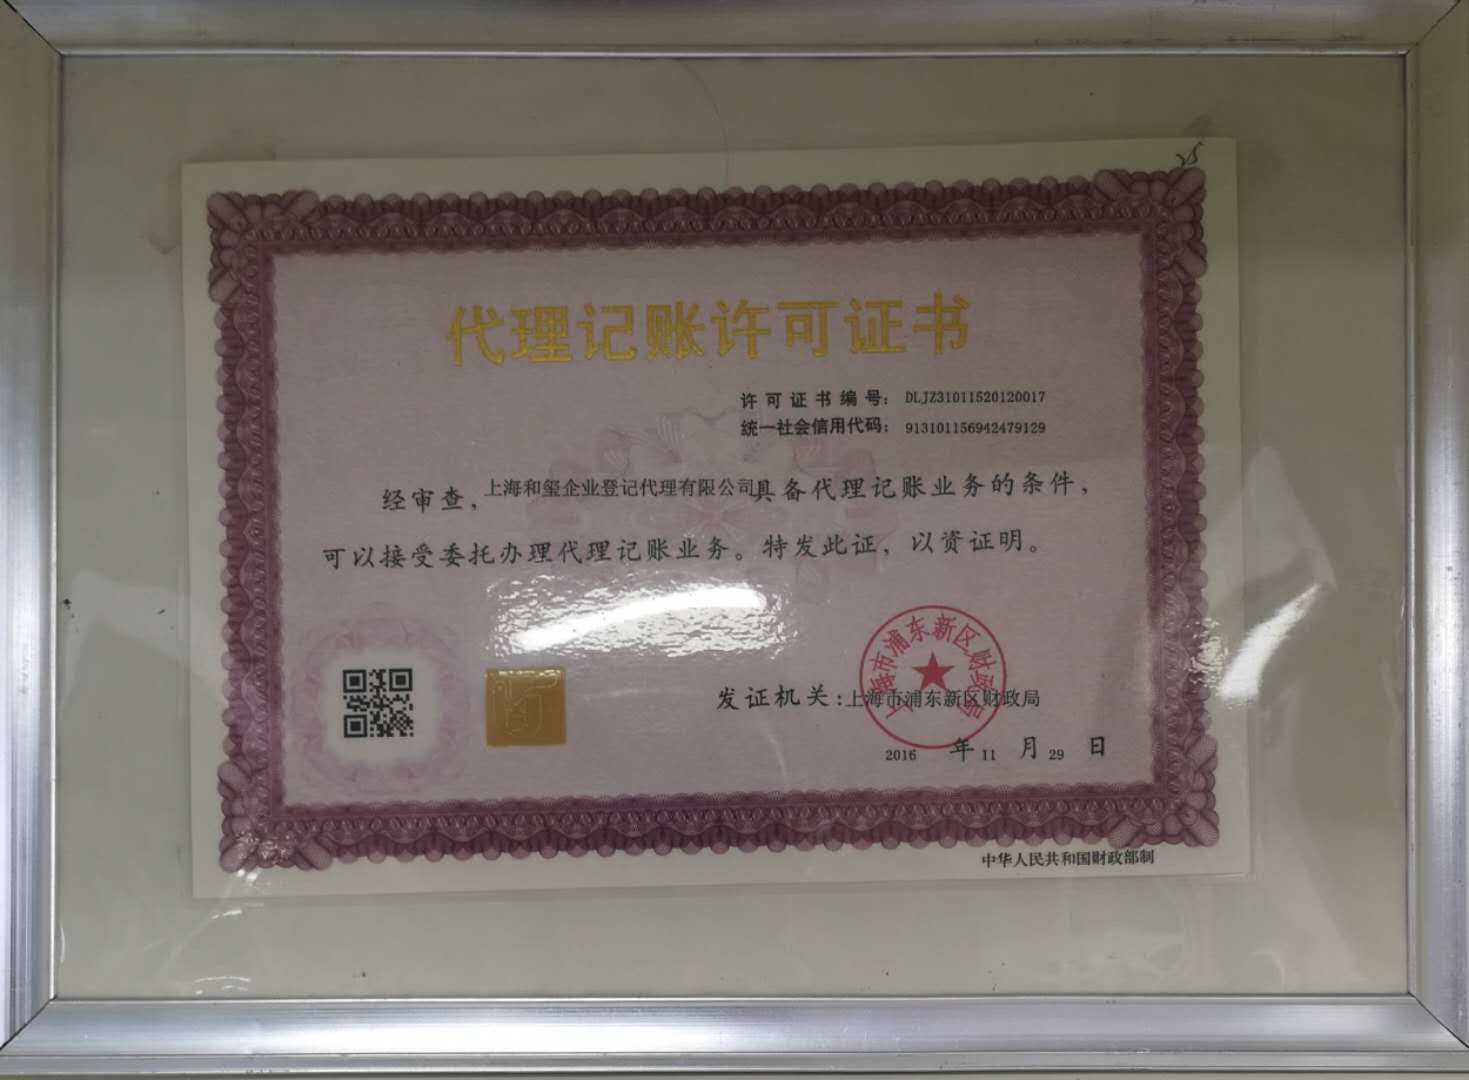 25
代理记账许可证书
许可证书编号：DLJZ31011520120017
统一社会信用代码：913101156942479129
经审查，上海和玺企业登记代理有限公司具备代理记账业务的条件，
可以接受委托办理代理记账业务。特发此证，以资证明。
上海市浦东新区财政局
发证机关：上海市浦东新区财政局
2016 年 11 月 29 日
中华人民共和国财政部制